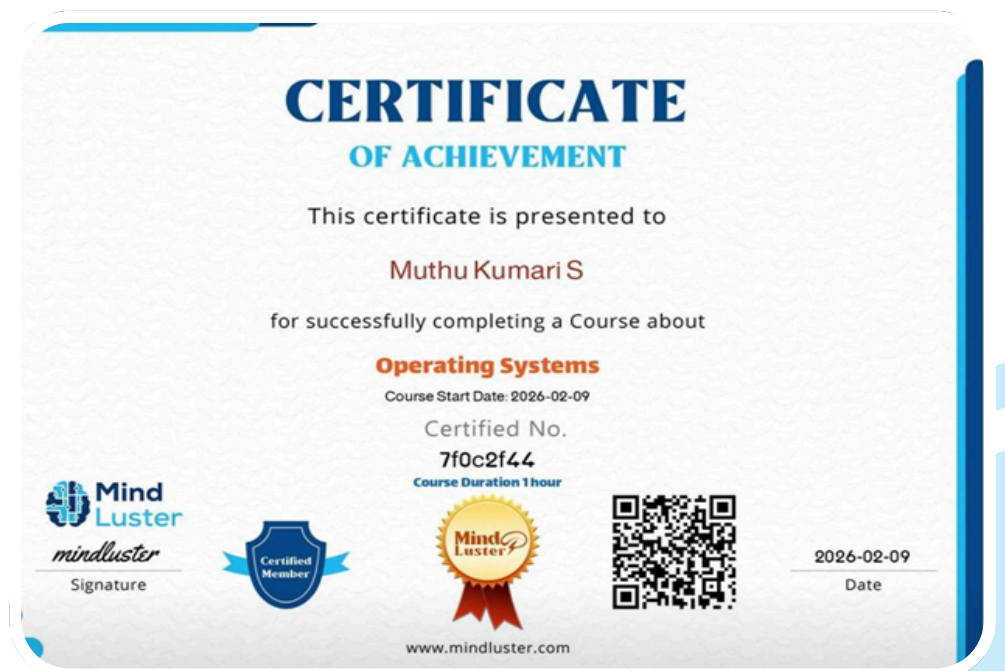 CERTIFICATE
OF ACHIEVEMENT
This certificate is presented to
Muthu Kumari S
for successfully completing a Course about
Operating Systems
Course Start Date: 2026-02-09
Certified No.
7f0c2f44
Course Duration 1 hour
Mind
Luster
mindluster
Signature
Certified
Member
Mind
Luster
2026-02-09
Date
www.mindluster.com